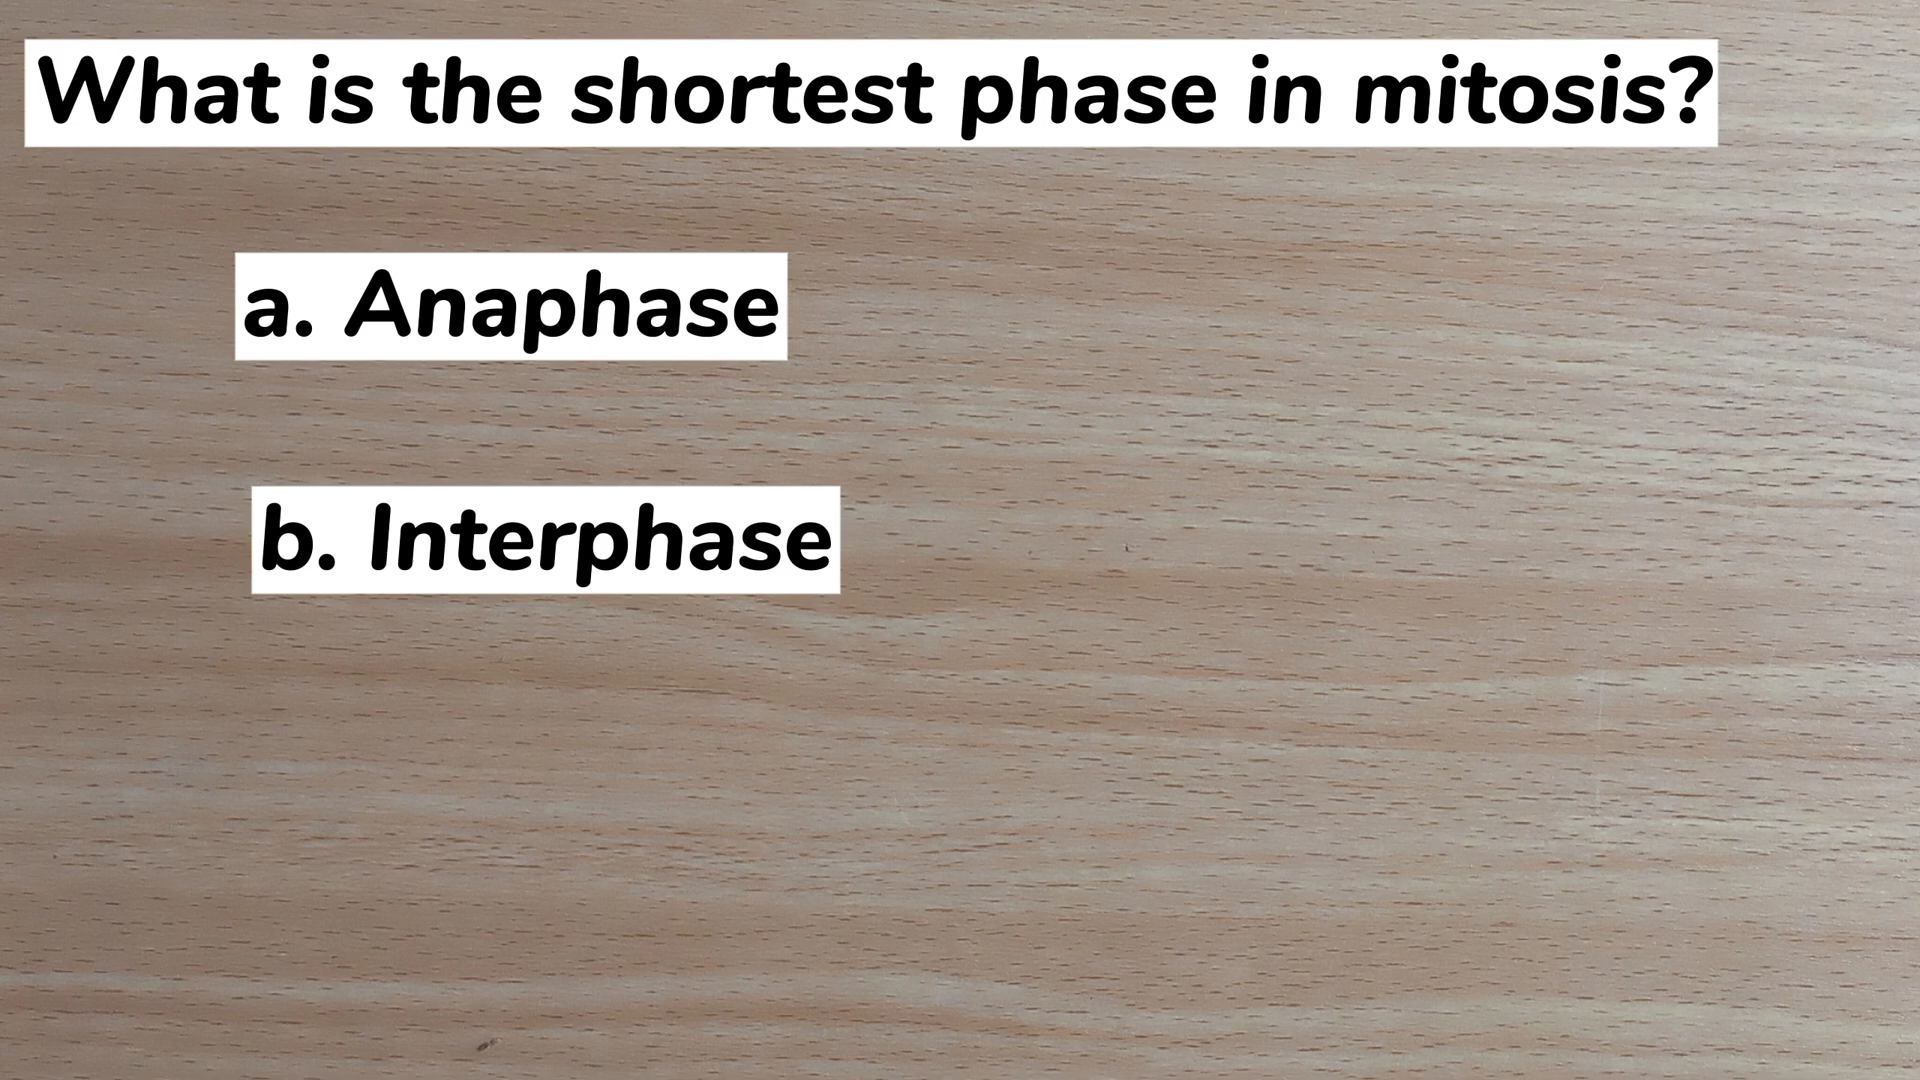 What is the shortest phase in mitosis?
a. Anaphase
b. Interphase